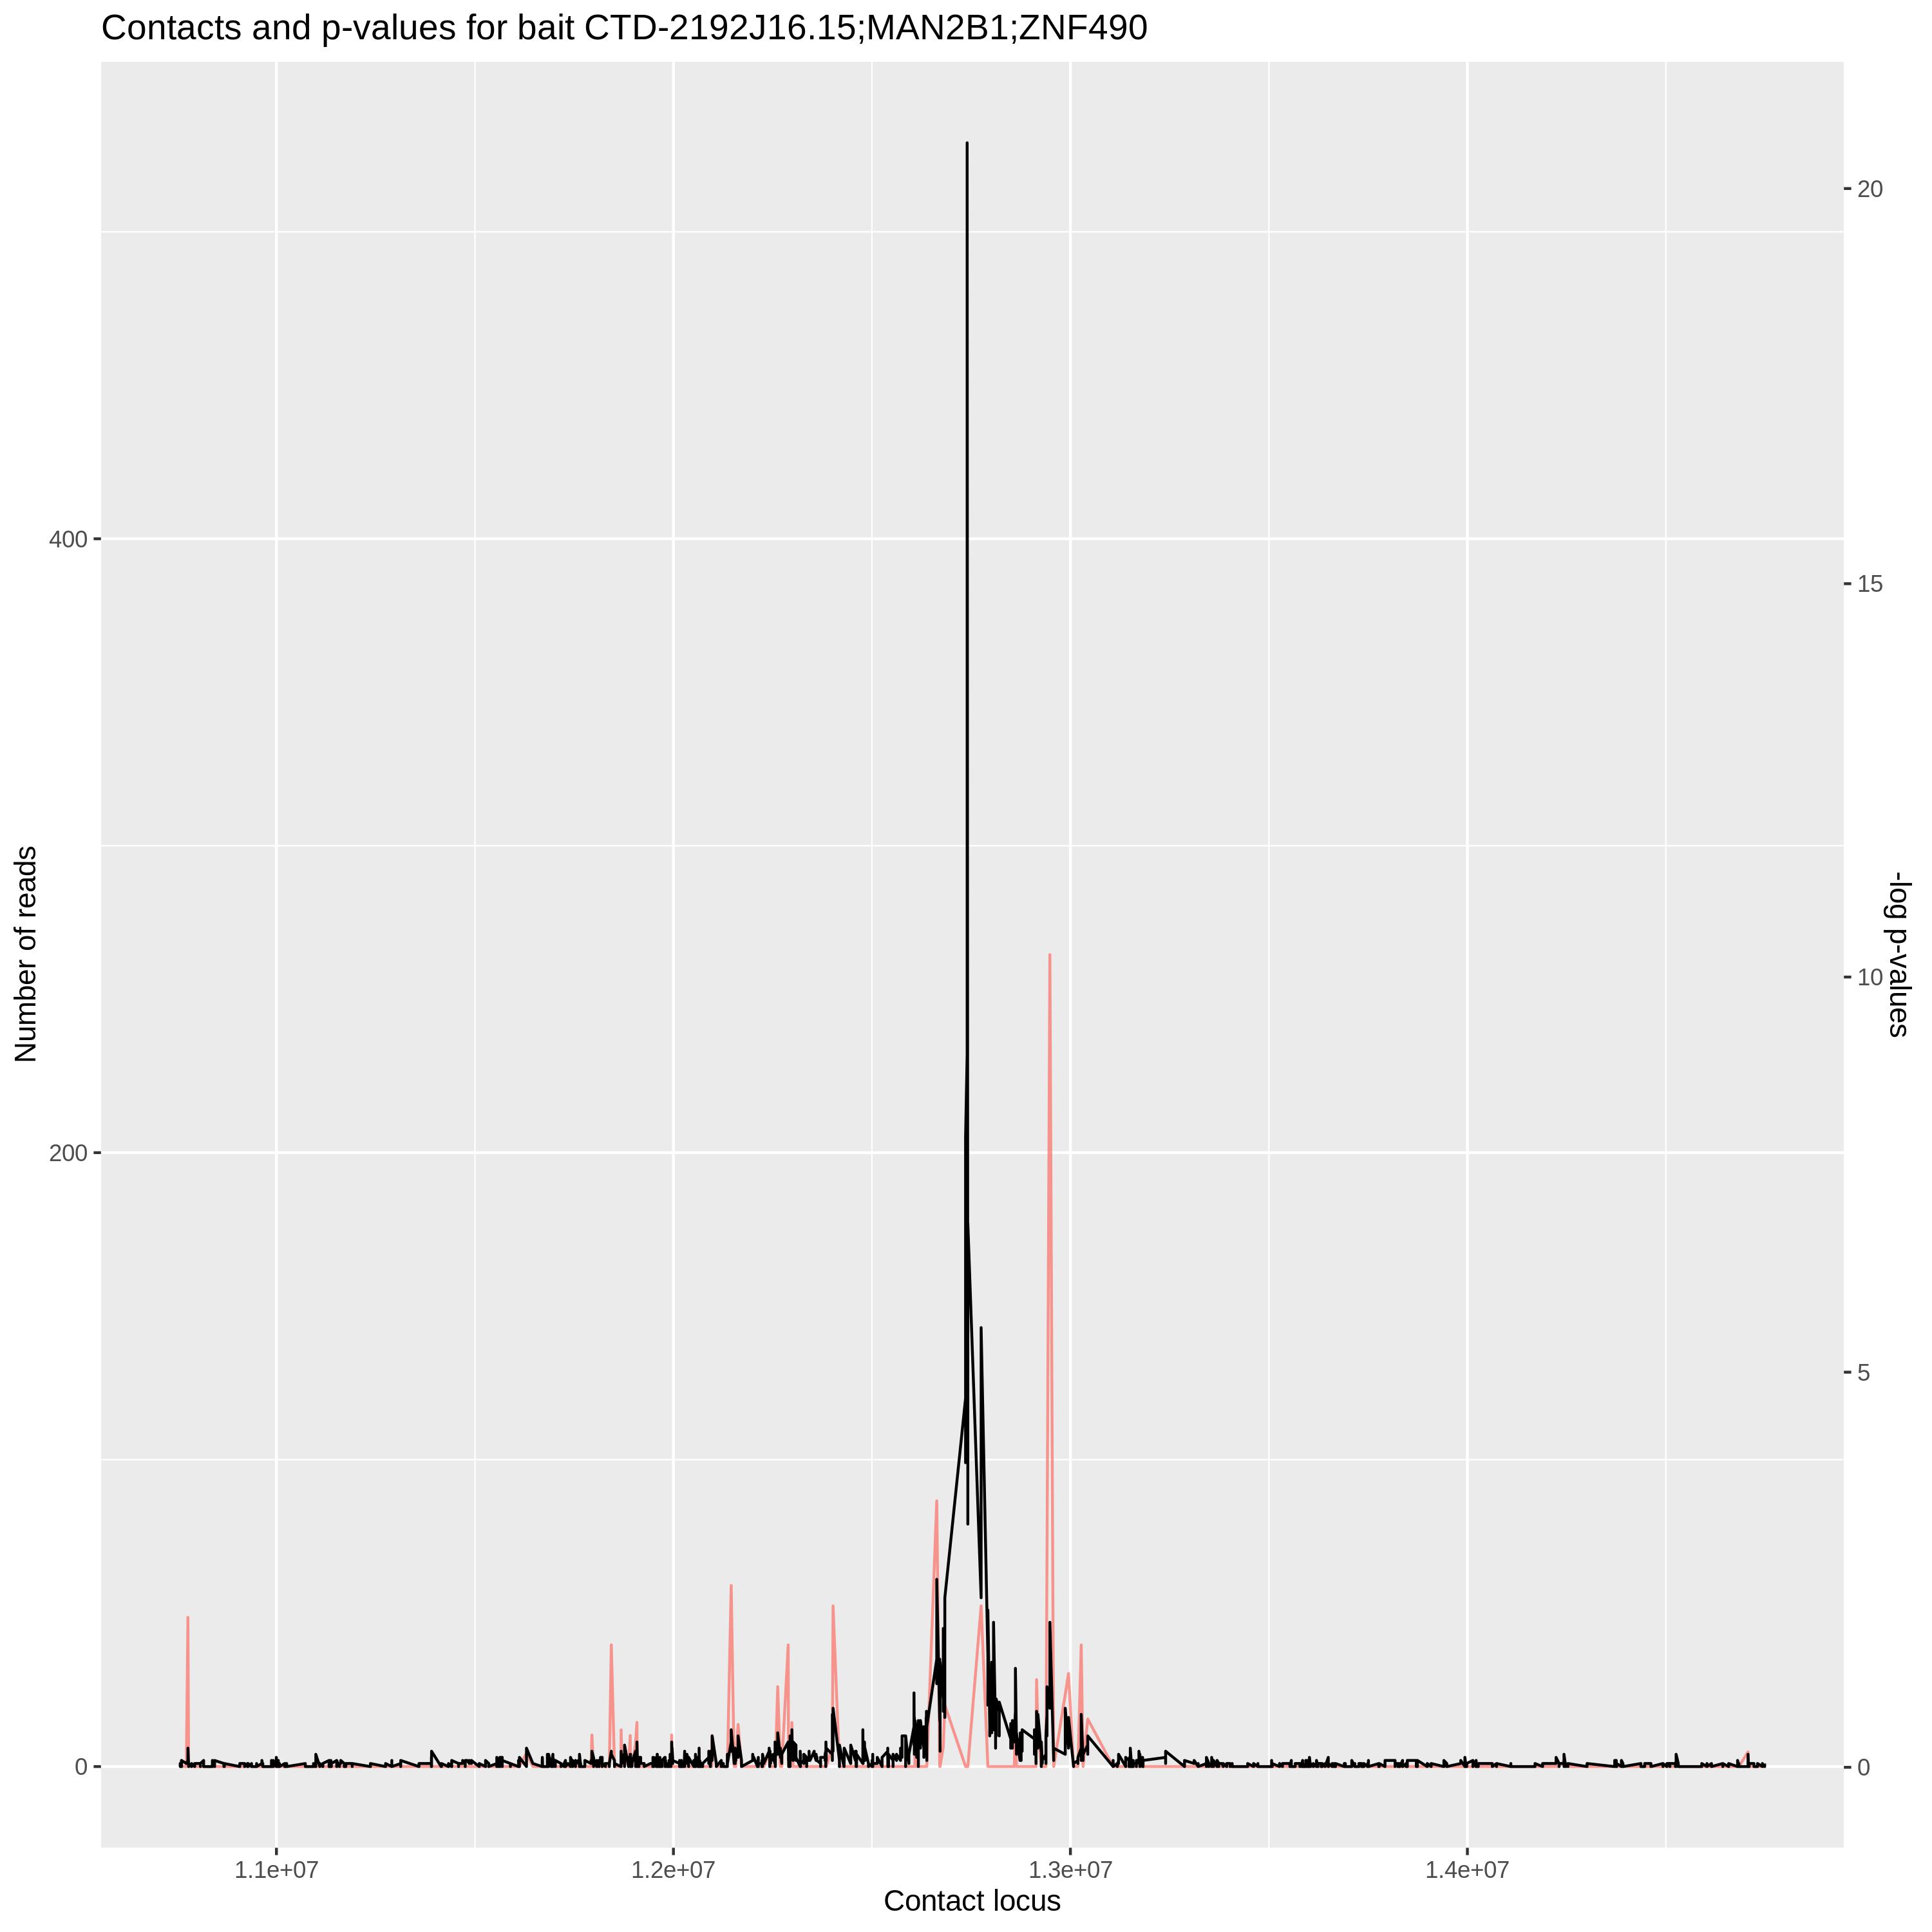 Contacts and p-values for bait CTD-2192J16.15;MAN2B1;ZNF490
Number of reads
400
200
0
20
15
10
5
0
-log p-values
1.1e+07 1.2e+07 1.3e+07 1.4e+07
Contact locus